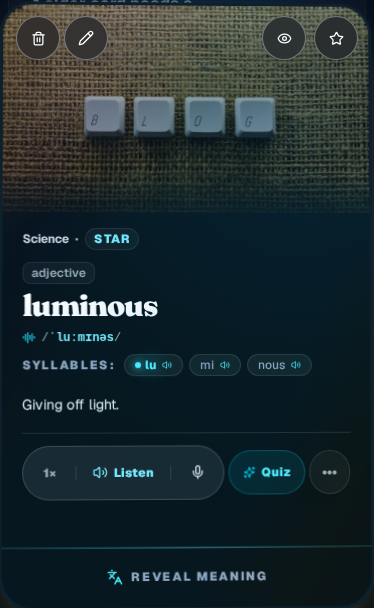 B L O G
Science · STAR
adjective
luminous
/ˈluːmɪnəs/
SYLLABLES: lu mi nous
Giving off light.
1× Listen Quiz
REVEAL MEANING